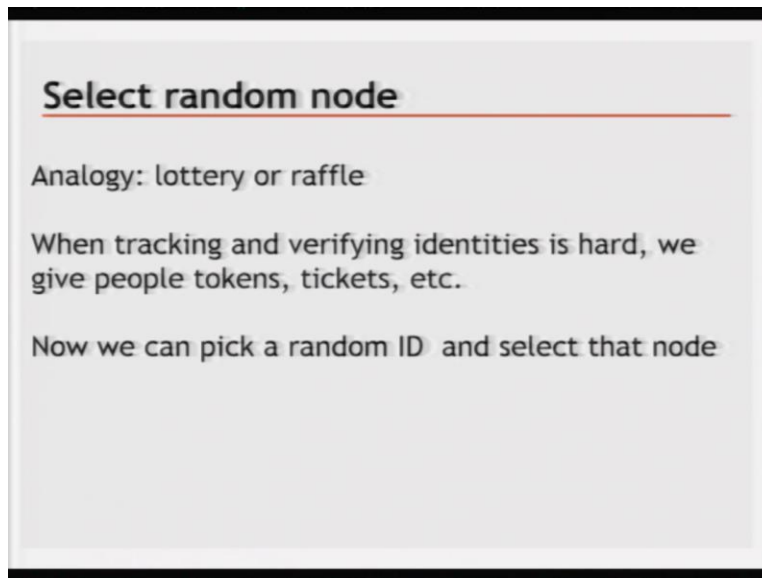 Select random node
Analogy: lottery or raffle
When tracking and verifying identities is hard, we
give people tokens, tickets, etc.
Now we can pick a random ID and select that node